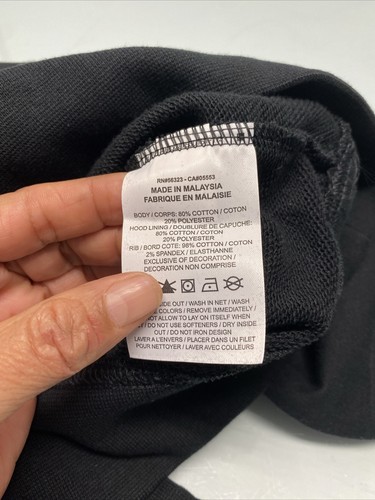 RN#56323 - CA#05553
MADE IN MALAYSIA
FABRIQUE EN MALAISIE
BODY / CORPS: 80% COTTON / COTON
20% POLYESTER
HOOD LINING / DOUBLURE DE CAPUCHE:
80% COTTON / COTON
20% POLYESTER
RIB / BORD COTE: 98% COTTON / COTON
2% SPANDEX / ELASTHANNE
EXCLUSIVE OF DECORATION /
DECORATION NON COMPRISE
OUT / WASH IN NET / WASH
COLORS / REMOVE IMMEDIATELY /
NOT ALLOW TO LAY ON ITSELF WHEN
DO NOT USE SOFTENERS / DRY INSIDE
OUT / DO NOT IRON DESIGN
LAVER A L'ENVERS / PLACER DANS UN FILET
POUR NETTOYER / LAVER AVEC COULEURS